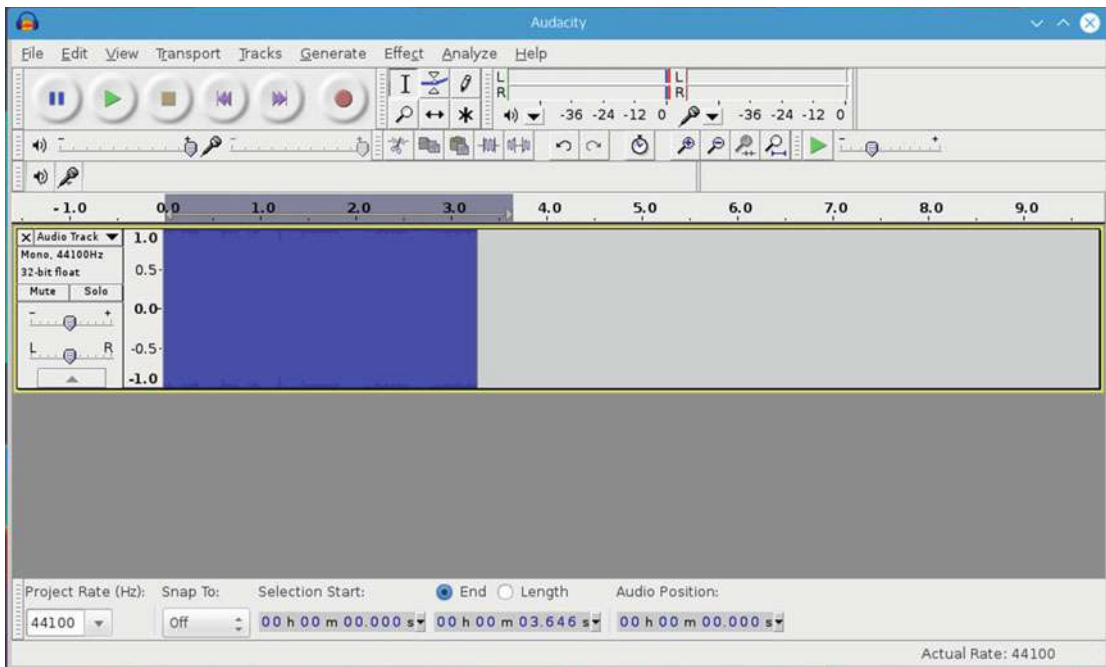 Audacity
File Edit View Transport Tracks Generate Effect Analyze Help
L L
R R
-36 -24 -12 0 -36 -24 -12 0
- +
-1.0 0.0 1.0 2.0 3.0 4.0 5.0 6.0 7.0 8.0 9.0
X Audio Track 1.0
Mono, 44100Hz
32-bit float 0.5
Mute Solo
- + 0.0
L R -0.5
-1.0
Project Rate (Hz): Snap To: Selection Start: End Length Audio Position:
44100 Off 00 h 00 m 00.000 s 00 h 00 m 03.646 s 00 h 00 m 00.000 s
Actual Rate: 44100